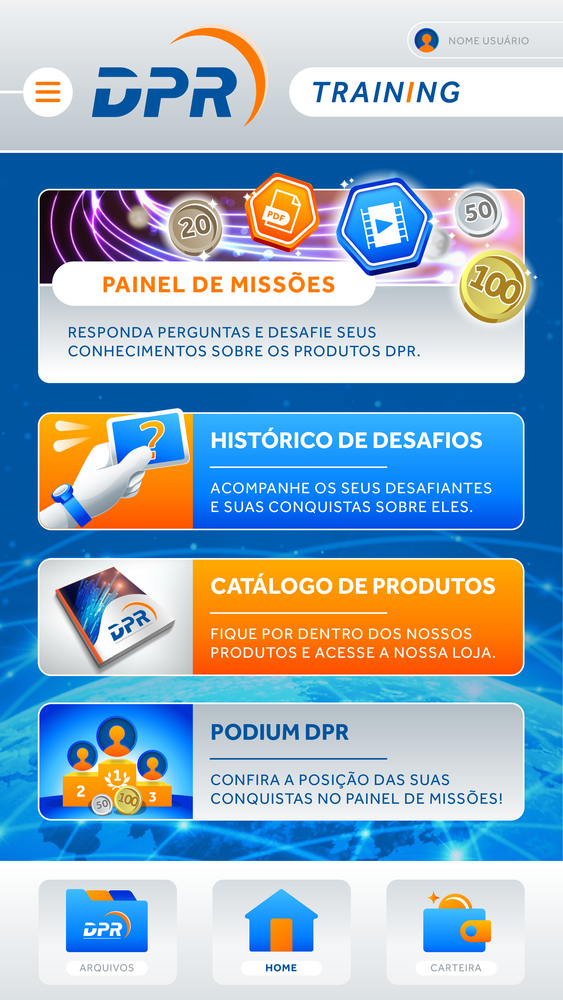 NOME USUÁRIO
DPR
TRAINING
20
PDF
50
100
PAINEL DE MISSÕES
RESPONDA PERGUNTAS E DESAFIE SEUS
CONHECIMENTOS SOBRE OS PRODUTOS DPR.
?
HISTÓRICO DE DESAFIOS
ACOMPANHE OS SEUS DESAFIANTES
E SUAS CONQUISTAS SOBRE ELES.
DPR
CATÁLOGO DE PRODUTOS
FIQUE POR DENTRO DOS NOSSOS
PRODUTOS E ACESSE A NOSSA LOJA.
2
1
3
50
100
PODIUM DPR
CONFIRA A POSIÇÃO DAS SUAS
CONQUISTAS NO PAINEL DE MISSÕES!
DPR
ARQUIVOS
HOME
CARTEIRA